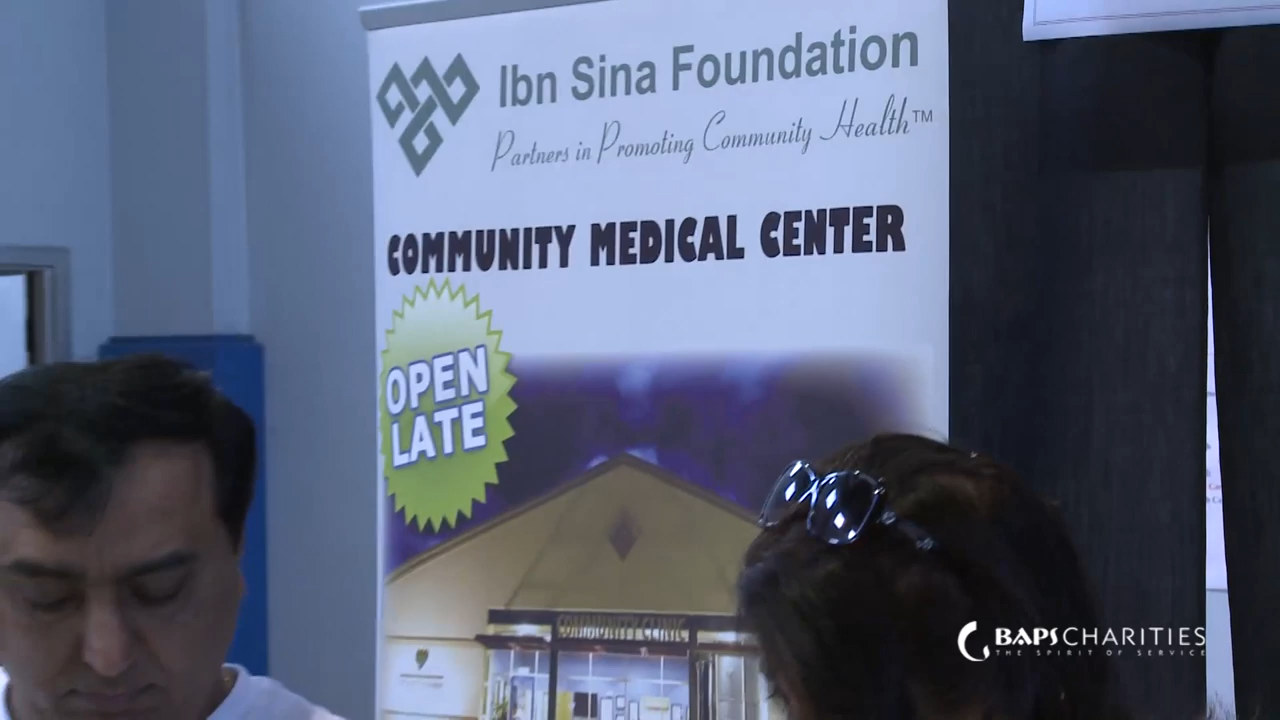 Ibn Sina Foundation
Partners in Promoting Community Health™
COMMUNITY MEDICAL CENTER
OPEN
LATE
COMMUNITY CLINIC
BAPS CHARITIES
THE SPIRIT OF SERVICE